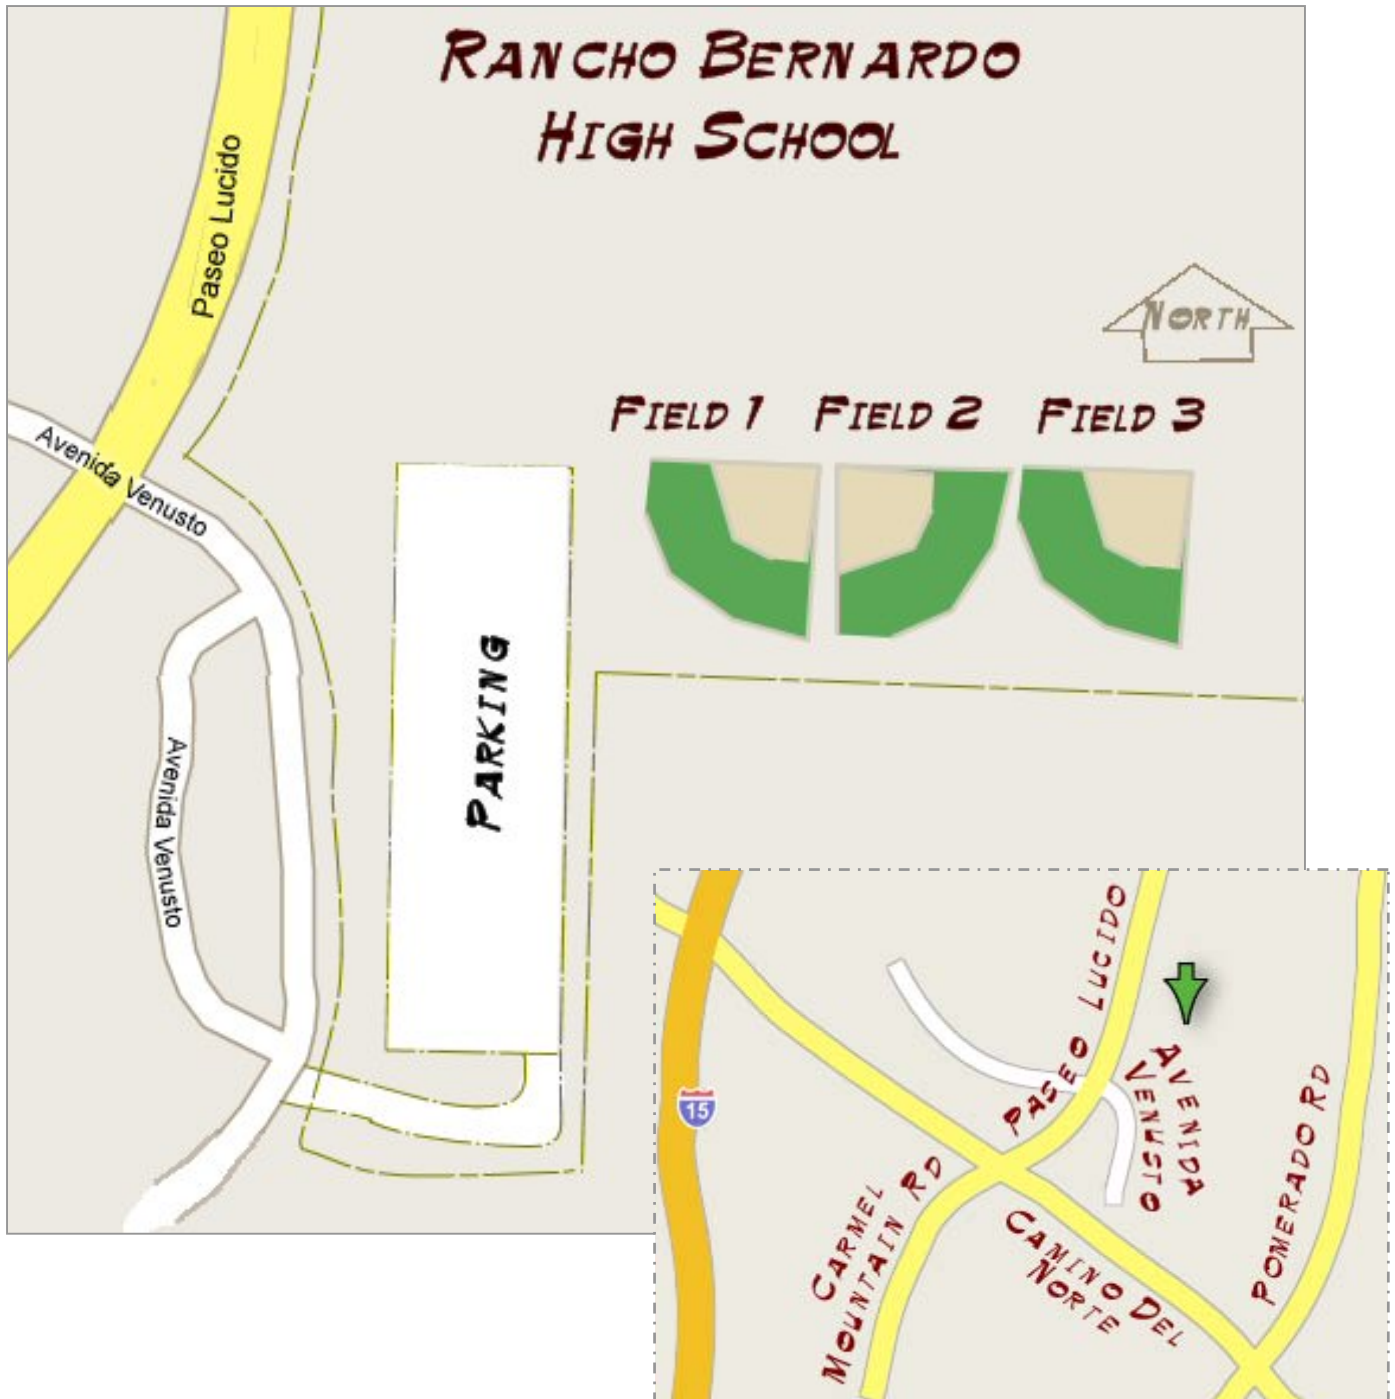 RANCHO BERNARDO
HIGH SCHOOL
Paseo Lucido
NORTH
FIELD 1
FIELD 2
FIELD 3
Avenida Venusto
PARKING
Avenida Venusto
PASEO LUCIDO
15
AVENIDA
VENUSTO
POMERADO RD
CARMEL
MOUNTAIN RD
CAMINO DEL
NORTE